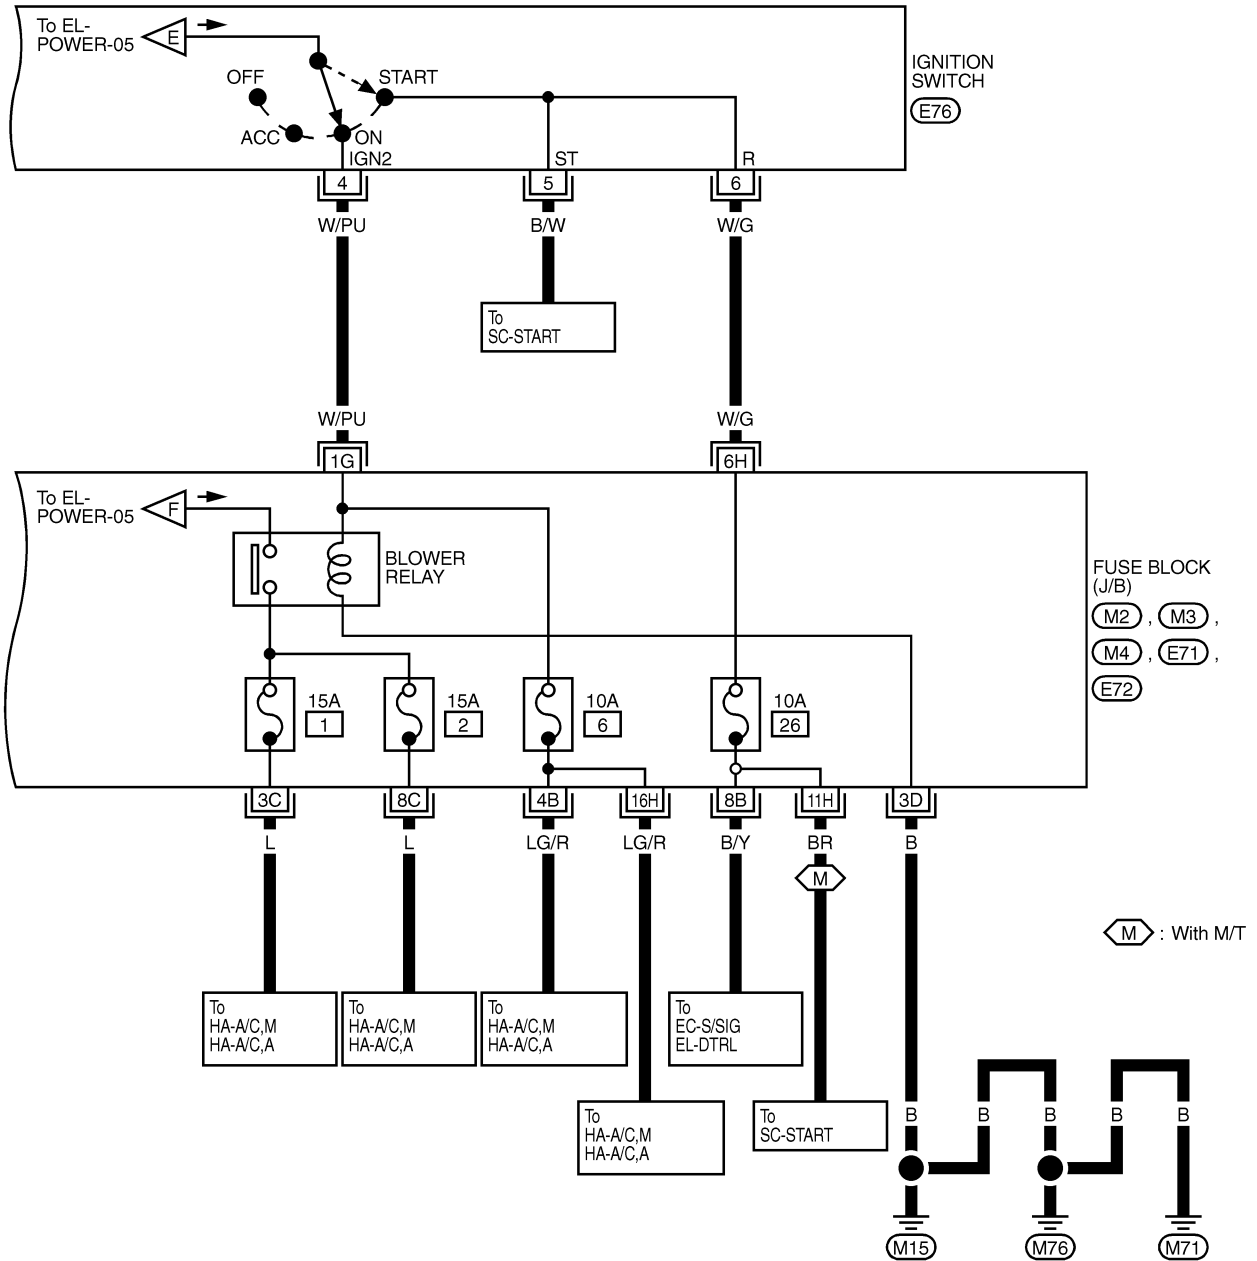 To EL-
POWER-05
E
OFF
START
ACC
ON
IGN2
ST
R
IGNITION
SWITCH
E76
4
5
6
W/PU
B/W
W/G
To
SC-START
W/PU
W/G
1G
6H
To EL-
POWER-05
F
BLOWER
RELAY
FUSE BLOCK
(J/B)
M2 , M3 ,
M4 , E71 ,
E72
15A
1
15A
2
10A
6
10A
26
3C
8C
4B
16H
8B
11H
3D
L
L
LG/R
LG/R
B/Y
BR
B
M
M : With M/T
To
HA-A/C,M
HA-A/C,A
To
HA-A/C,M
HA-A/C,A
To
HA-A/C,M
HA-A/C,A
To
EC-S/SIG
EL-DTRL
To
HA-A/C,M
HA-A/C,A
To
SC-START
B
B
B
B
B
M15
M76
M71